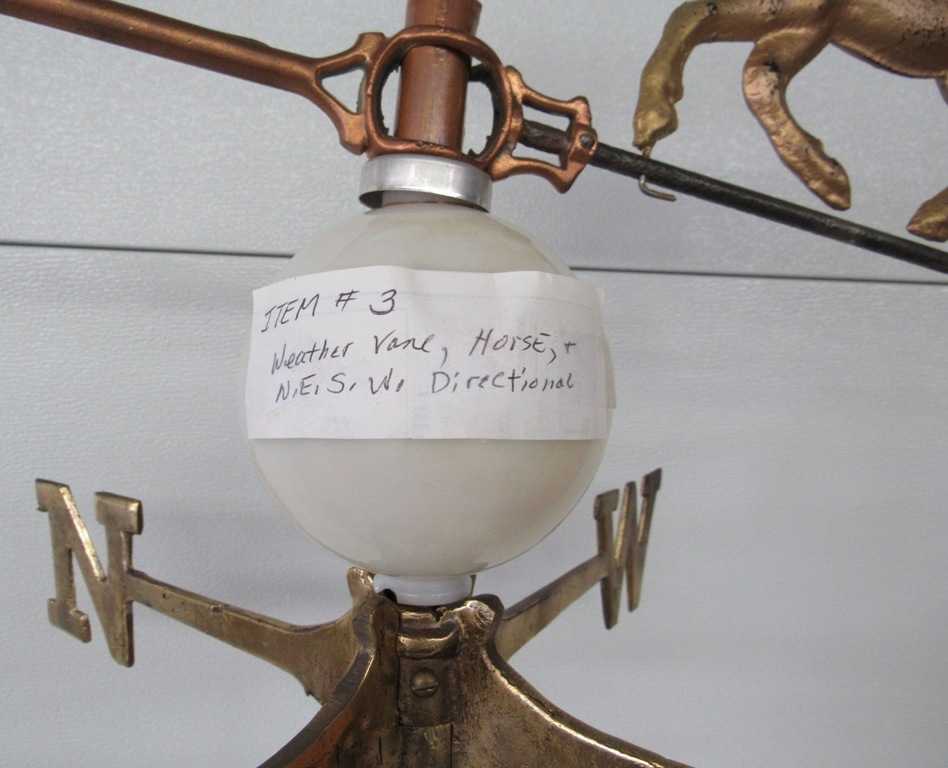 ITEM # 3
Weather Vane, Horse, +
N.E.S.W. Directional
N W